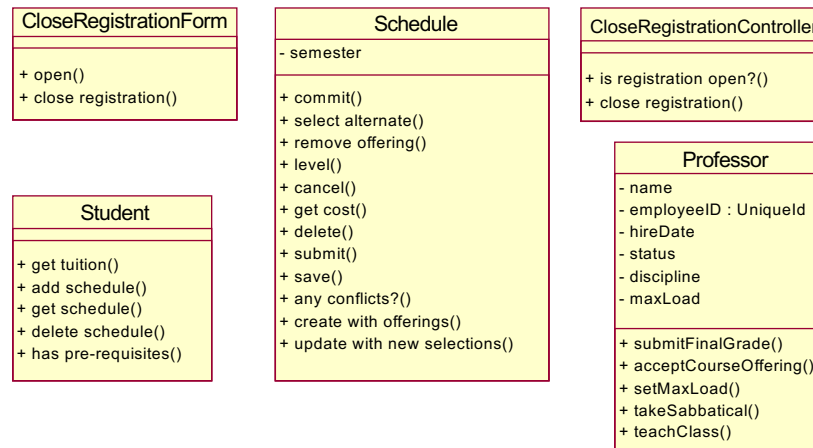 CloseRegistrationForm
+ open()
+ close registration()
Schedule
- semester
+ commit()
+ select alternate()
+ remove offering()
+ level()
+ cancel()
+ get cost()
+ delete()
+ submit()
+ save()
+ any conflicts?()
+ create with offerings()
+ update with new selections()
CloseRegistrationController
+ is registration open?()
+ close registration()
Student
+ get tuition()
+ add schedule()
+ get schedule()
+ delete schedule()
+ has pre-requisites()
Professor
- name
- employeeID : UniqueId
- hireDate
- status
- discipline
- maxLoad
+ submitFinalGrade()
+ acceptCourseOffering()
+ setMaxLoad()
+ takeSabbatical()
+ teachClass()